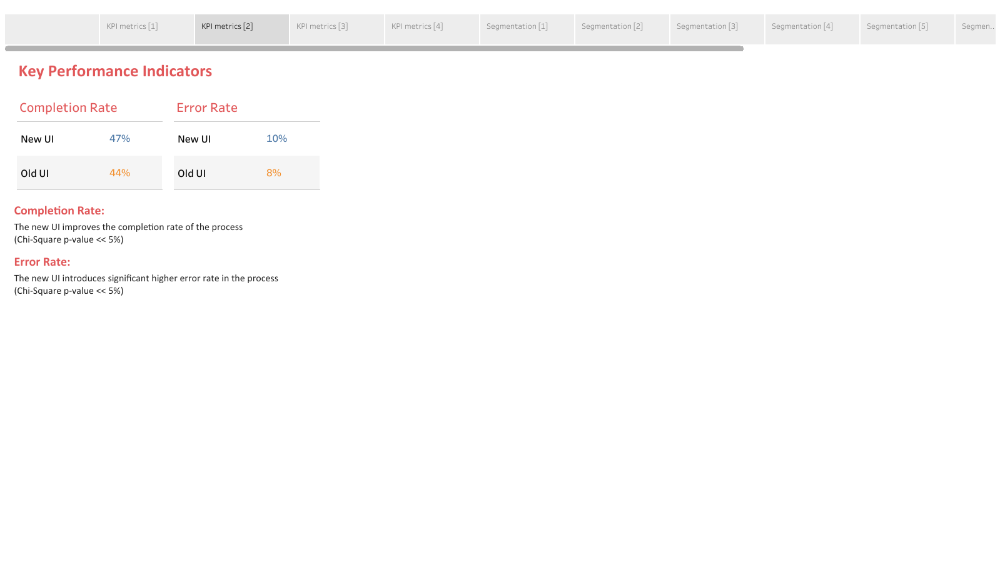 KPI metrics [1] KPI metrics [2] KPI metrics [3] KPI metrics [4] Segmentation [1] Segmentation [2] Segmentation [3] Segmentation [4] Segmentation [5] Segmen..
Key Performance Indicators
Completion Rate Error Rate
New UI 47% New UI 10%
Old UI 44% Old UI 8%
Completion Rate:
The new UI improves the completion rate of the process
(Chi-Square p-value << 5%)
Error Rate:
The new UI introduces significant higher error rate in the process
(Chi-Square p-value << 5%)